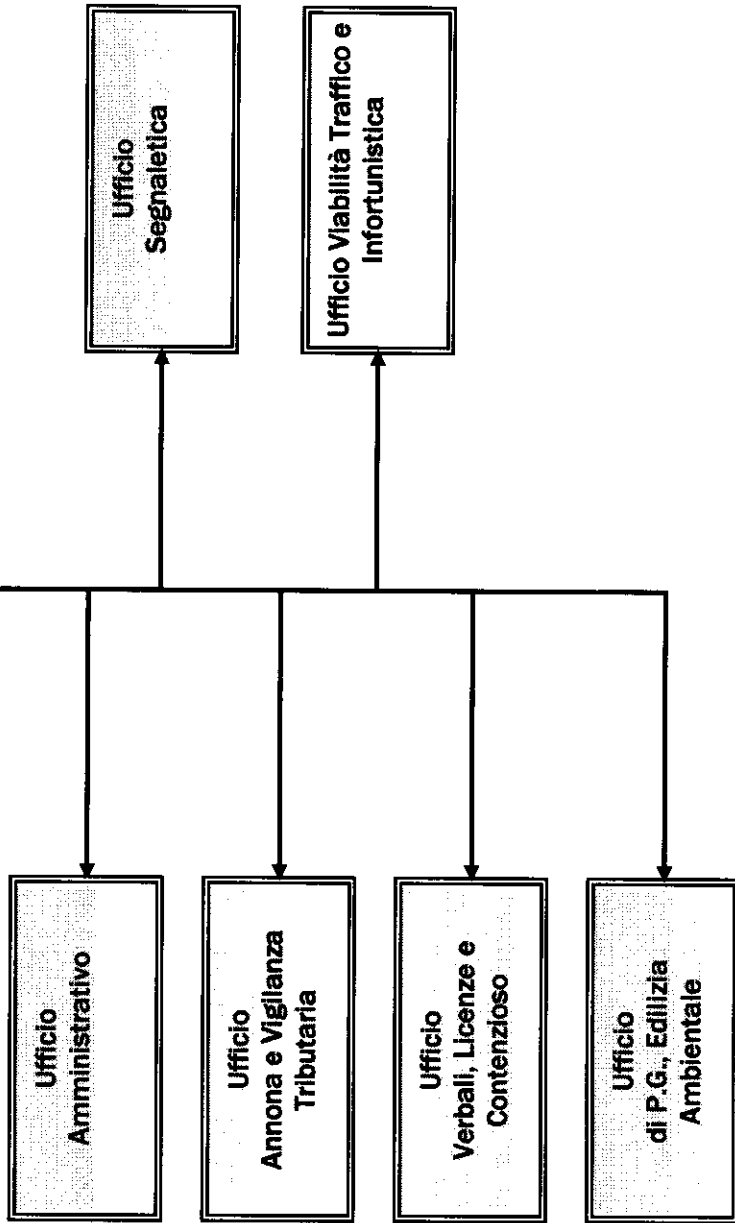 Ufficio
Amministrativo
Ufficio
Annona e Vigilanza
Tributaria
Ufficio
Verbali, Licenze e
Contenzioso
Ufficio
di P.G., Edilizia
Ambientale
Ufficio
Segnaletica
Ufficio Viabilità Traffico e
Infortunistica